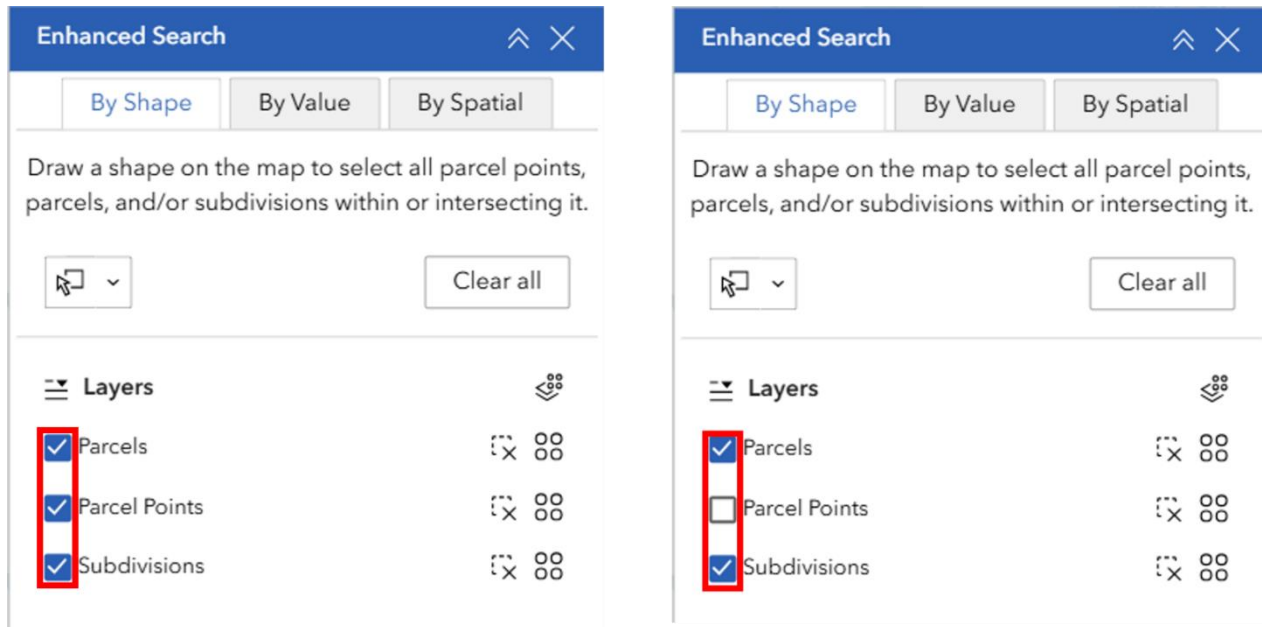 Enhanced Search
By Shape By Value By Spatial
Draw a shape on the map to select all parcel points,
parcels, and/or subdivisions within or intersecting it.
Clear all
Layers
Parcels
Parcel Points
Subdivisions
Enhanced Search
By Shape By Value By Spatial
Draw a shape on the map to select all parcel points,
parcels, and/or subdivisions within or intersecting it.
Clear all
Layers
Parcels
Parcel Points
Subdivisions